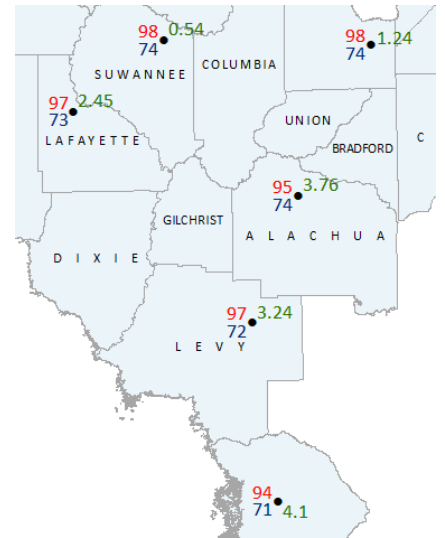 98 0.54
74
SUWANNEE
COLUMBIA
98 1.24
74
97 2.45
73
LAFAYETTE
UNION
BRADFORD
C
95 3.76
74
GILCHRIST
ALACHUA
DIXIE
97 3.24
72
LEVY
94
71 4.1